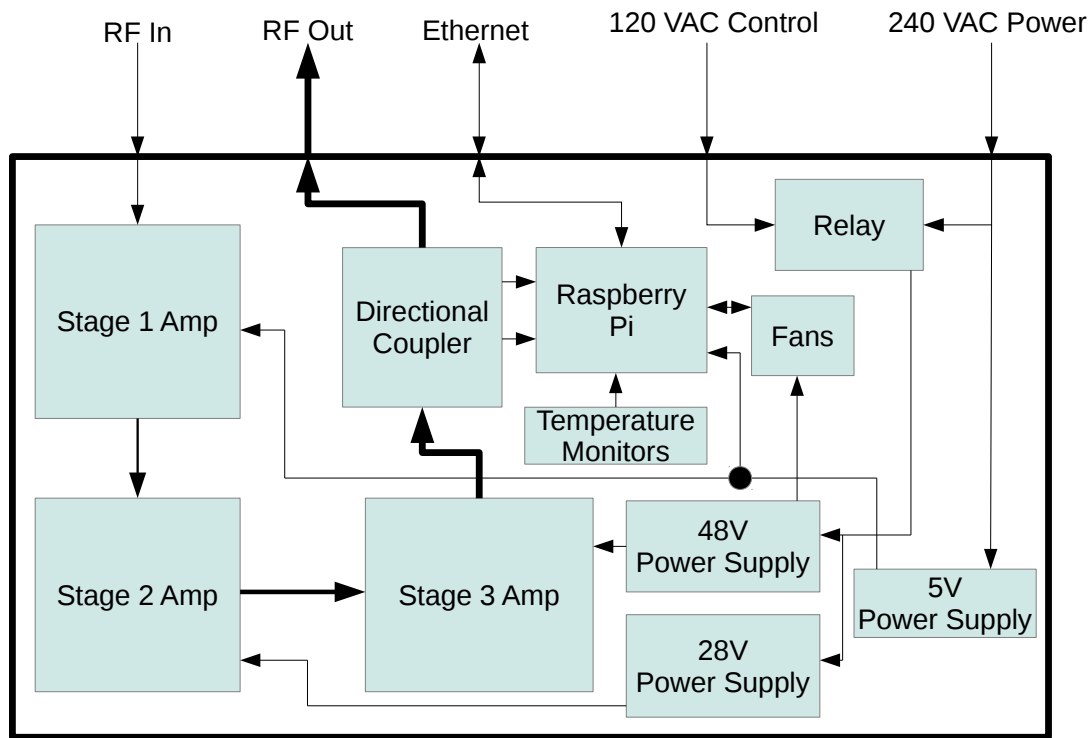 RF In
RF Out
Ethernet
120 VAC Control
240 VAC Power
Relay
Stage 1 Amp
Directional
Coupler
Raspberry
Pi
Fans
Temperature
Monitors
Stage 2 Amp
Stage 3 Amp
48V
Power Supply
5V
Power Supply
28V
Power Supply